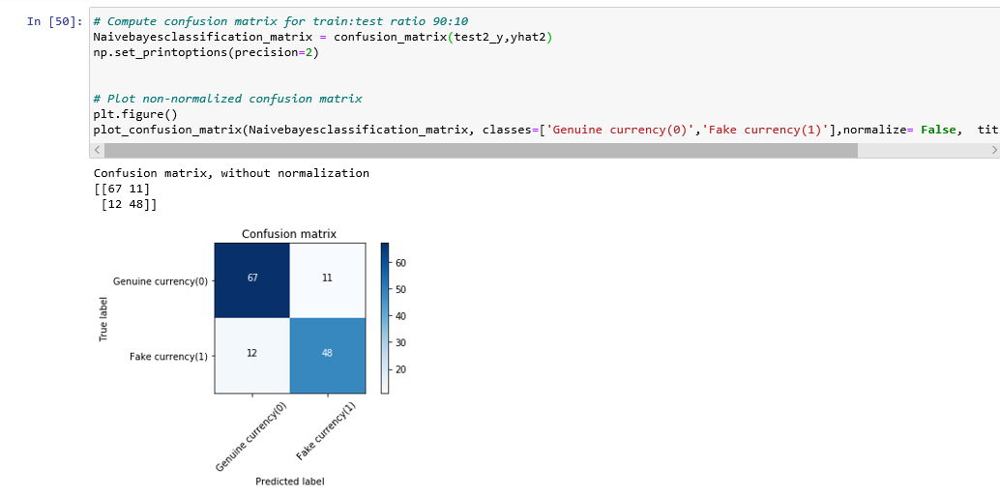 In [50]:
# Compute confusion matrix for train:test ratio 90:10
Naivebayesclassification_matrix = confusion_matrix(test2_y,yhat2)
np.set_printoptions(precision=2)
# Plot non-normalized confusion matrix
plt.figure()
plot_confusion_matrix(Naivebayesclassification_matrix, classes=['Genuine currency(0)','Fake currency(1)'],normalize= False,  tit
Confusion matrix, without normalization
[[67 11]
 [12 48]]
Confusion matrix
True label
Genuine currency(0)
67
11
Fake currency(1)
12
48
60
50
40
30
20
Genuine currency(0)
Fake currency(1)
Predicted label